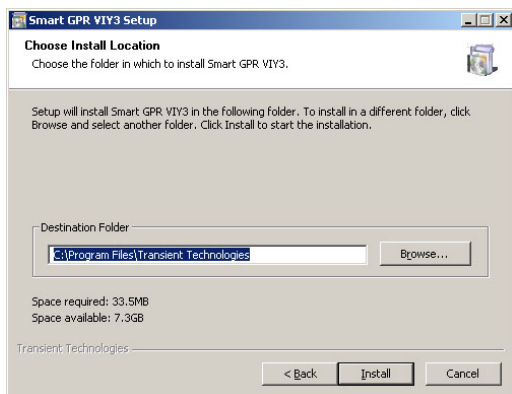 Smart GPR VIY3 Setup
Choose Install Location
Choose the folder in which to install Smart GPR VIY3.
Setup will install Smart GPR VIY3 in the following folder. To install in a different folder, click
Browse and select another folder. Click Install to start the installation.
Destination Folder
C:\Program Files\Transient Technologies
Browse...
Space required: 33.5MB
Space available: 7.3GB
Transient Technologies
< Back
Install
Cancel